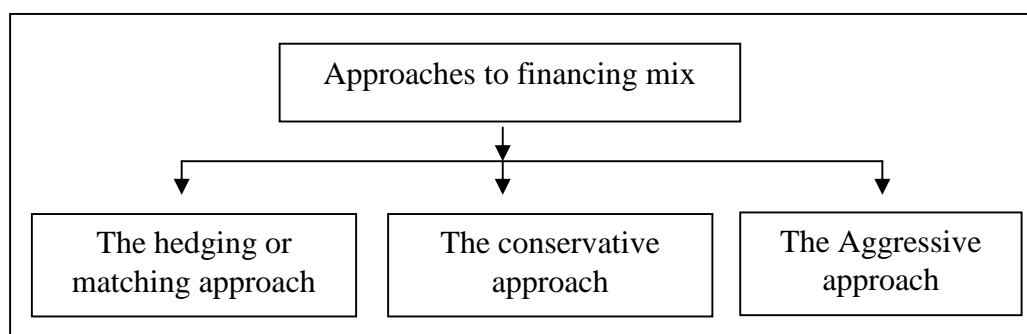 Approaches to financing mix
The hedging or
matching approach
The conservative
approach
The Aggressive
approach